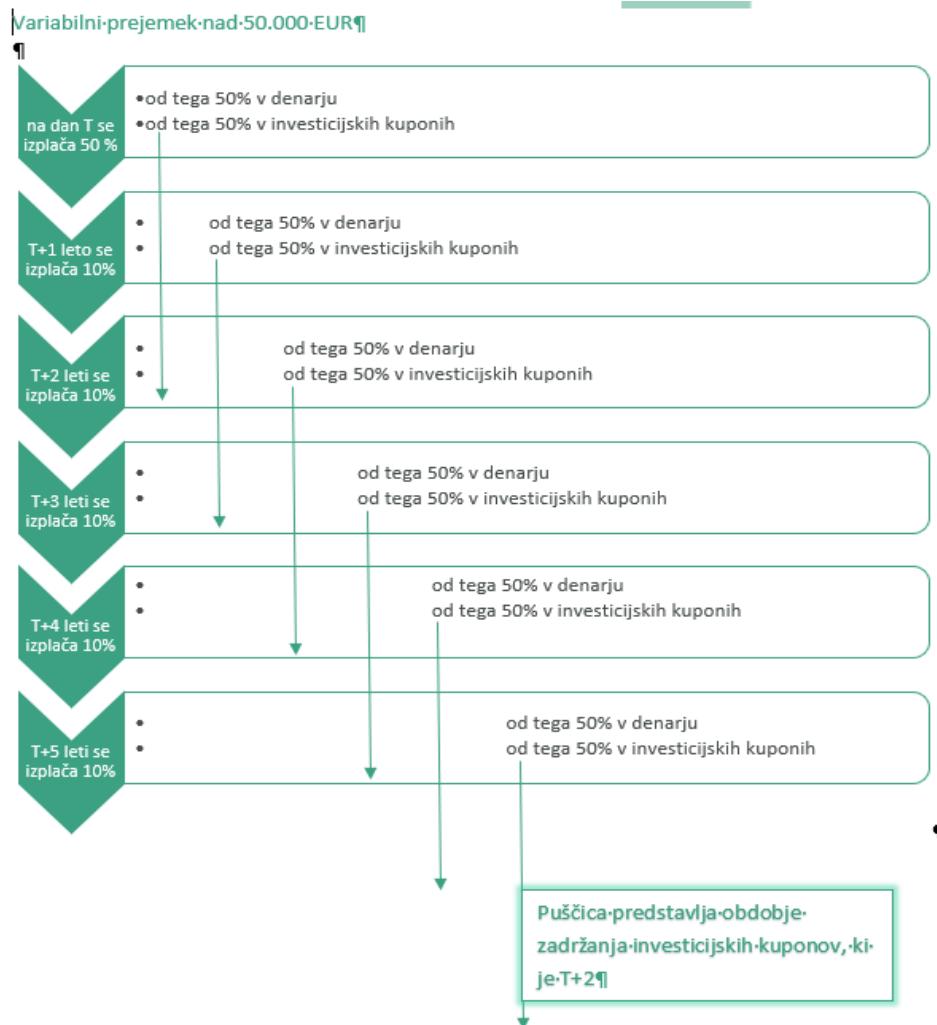 Variabilni·prejemek·nad·50.000·EUR¶
¶
na dan T se
izplača 50 %
•od tega 50% v denarju
•od tega 50% v investicijskih kuponih
T+1 leto se
izplača 10%
• od tega 50% v denarju
• od tega 50% v investicijskih kuponih
T+2 leti se
izplača 10%
• od tega 50% v denarju
• od tega 50% v investicijskih kuponih
T+3 leti se
izplača 10%
• od tega 50% v denarju
• od tega 50% v investicijskih kuponih
T+4 leti se
izplača 10%
• od tega 50% v denarju
• od tega 50% v investicijskih kuponih
T+5 leti se
izplača 10%
• od tega 50% v denarju
• od tega 50% v investicijskih kuponih
Puščica·predstavlja·obdobje·
zadržanja·investicijskih·kuponov,·ki·
je·T+2¶